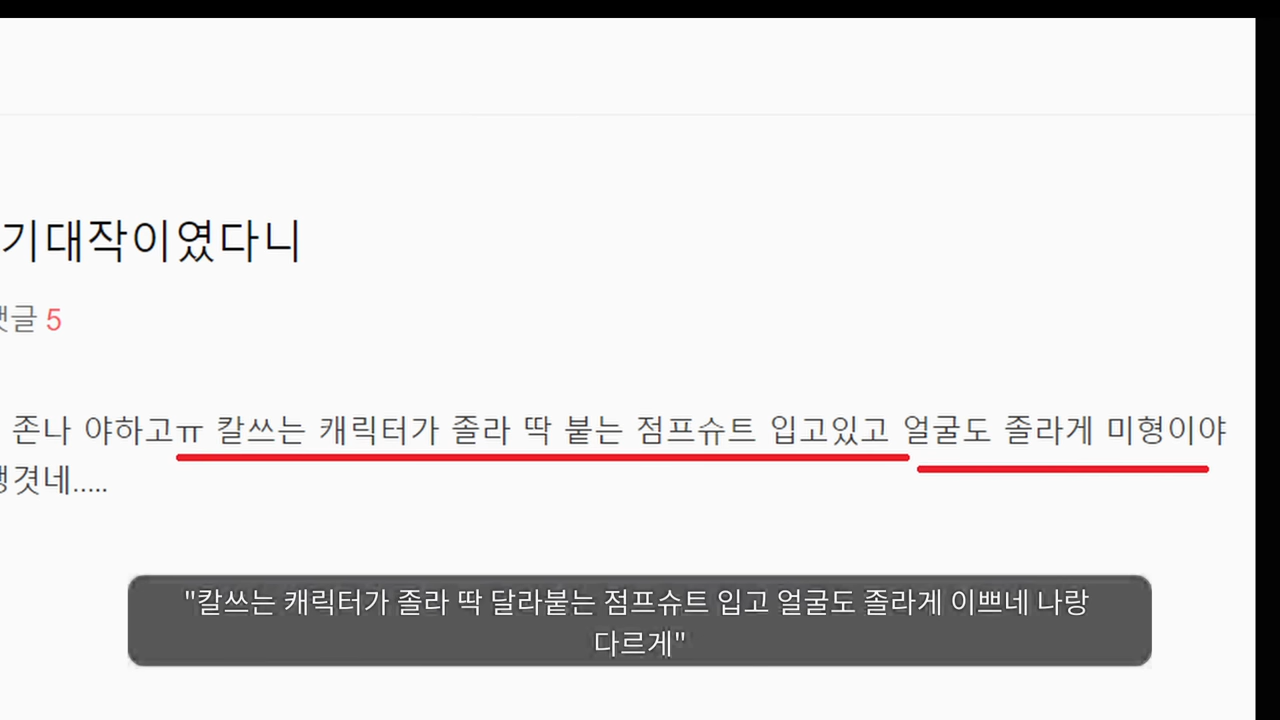 기대작이였다니
댓글 5
존나 야하고ㅠ 칼쓰는 캐릭터가 졸라 딱 붙는 점프슈트 입고있고 얼굴도 졸라게 미형이야
겻네.....
"칼쓰는 캐릭터가 졸라 딱 달라붙는 점프슈트 입고 얼굴도 졸라게 이쁘네 나랑
다르게"